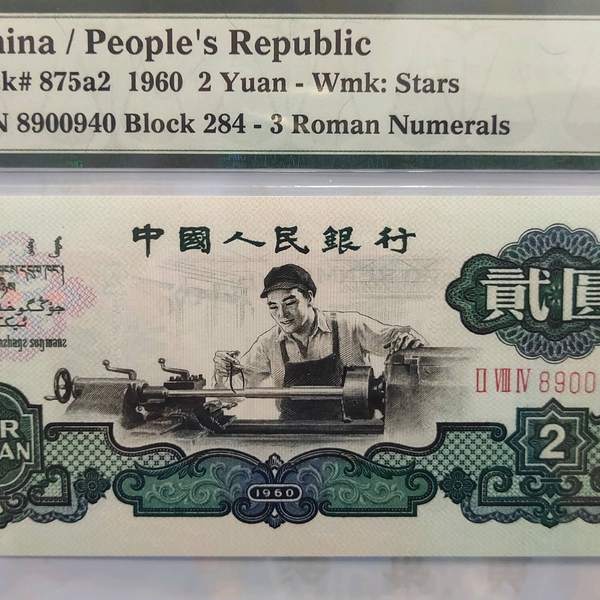 hina / People's Republic
k# 875a2 1960 2 Yuan - Wmk: Stars
N 8900940 Block 284 - 3 Roman Numerals
中國人民銀行
貳圓
II VIII IV 8900
R
AN
2
1960